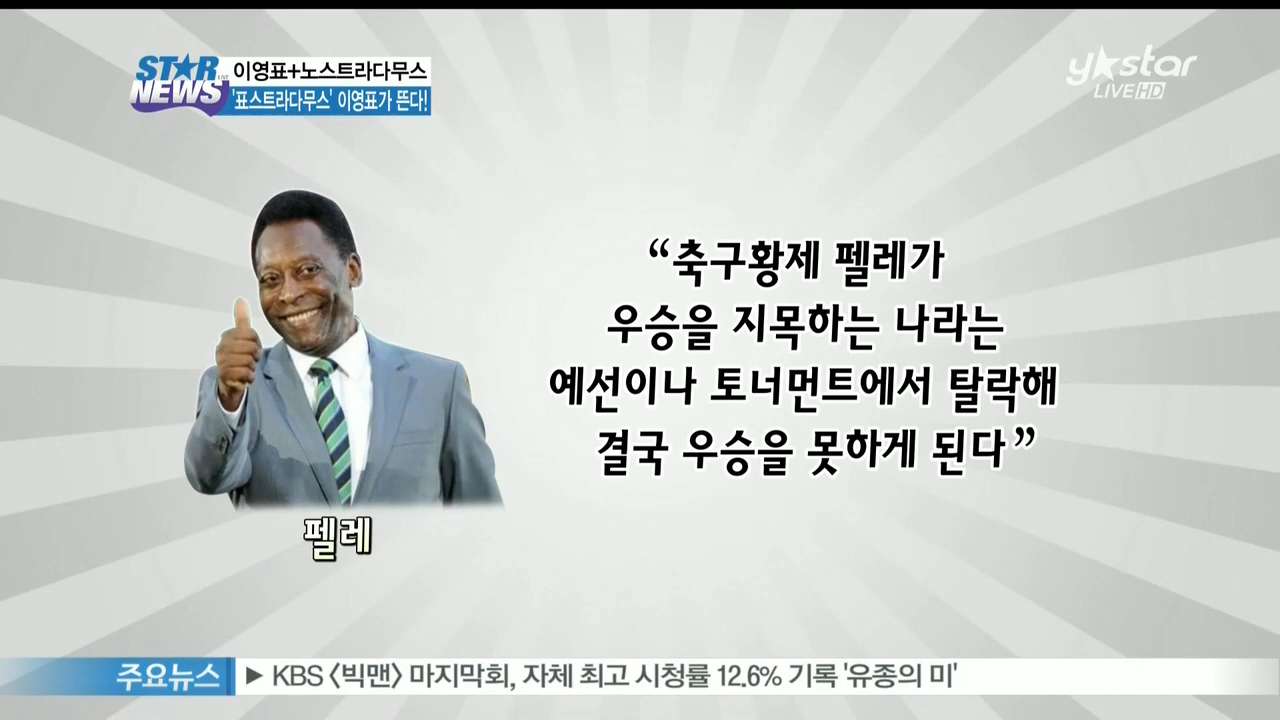 STAR NEWS LIVE
이영표+노스트라다무스
'표스트라다무스' 이영표가 뜬다!
y★star
LIVE HD
“축구황제 펠레가
우승을 지목하는 나라는
예선이나 토너먼트에서 탈락해
결국 우승을 못하게 된다”
펠레
주요뉴스 ▶ KBS <빅맨> 마지막회, 자체 최고 시청률 12.6% 기록 '유종의 미'